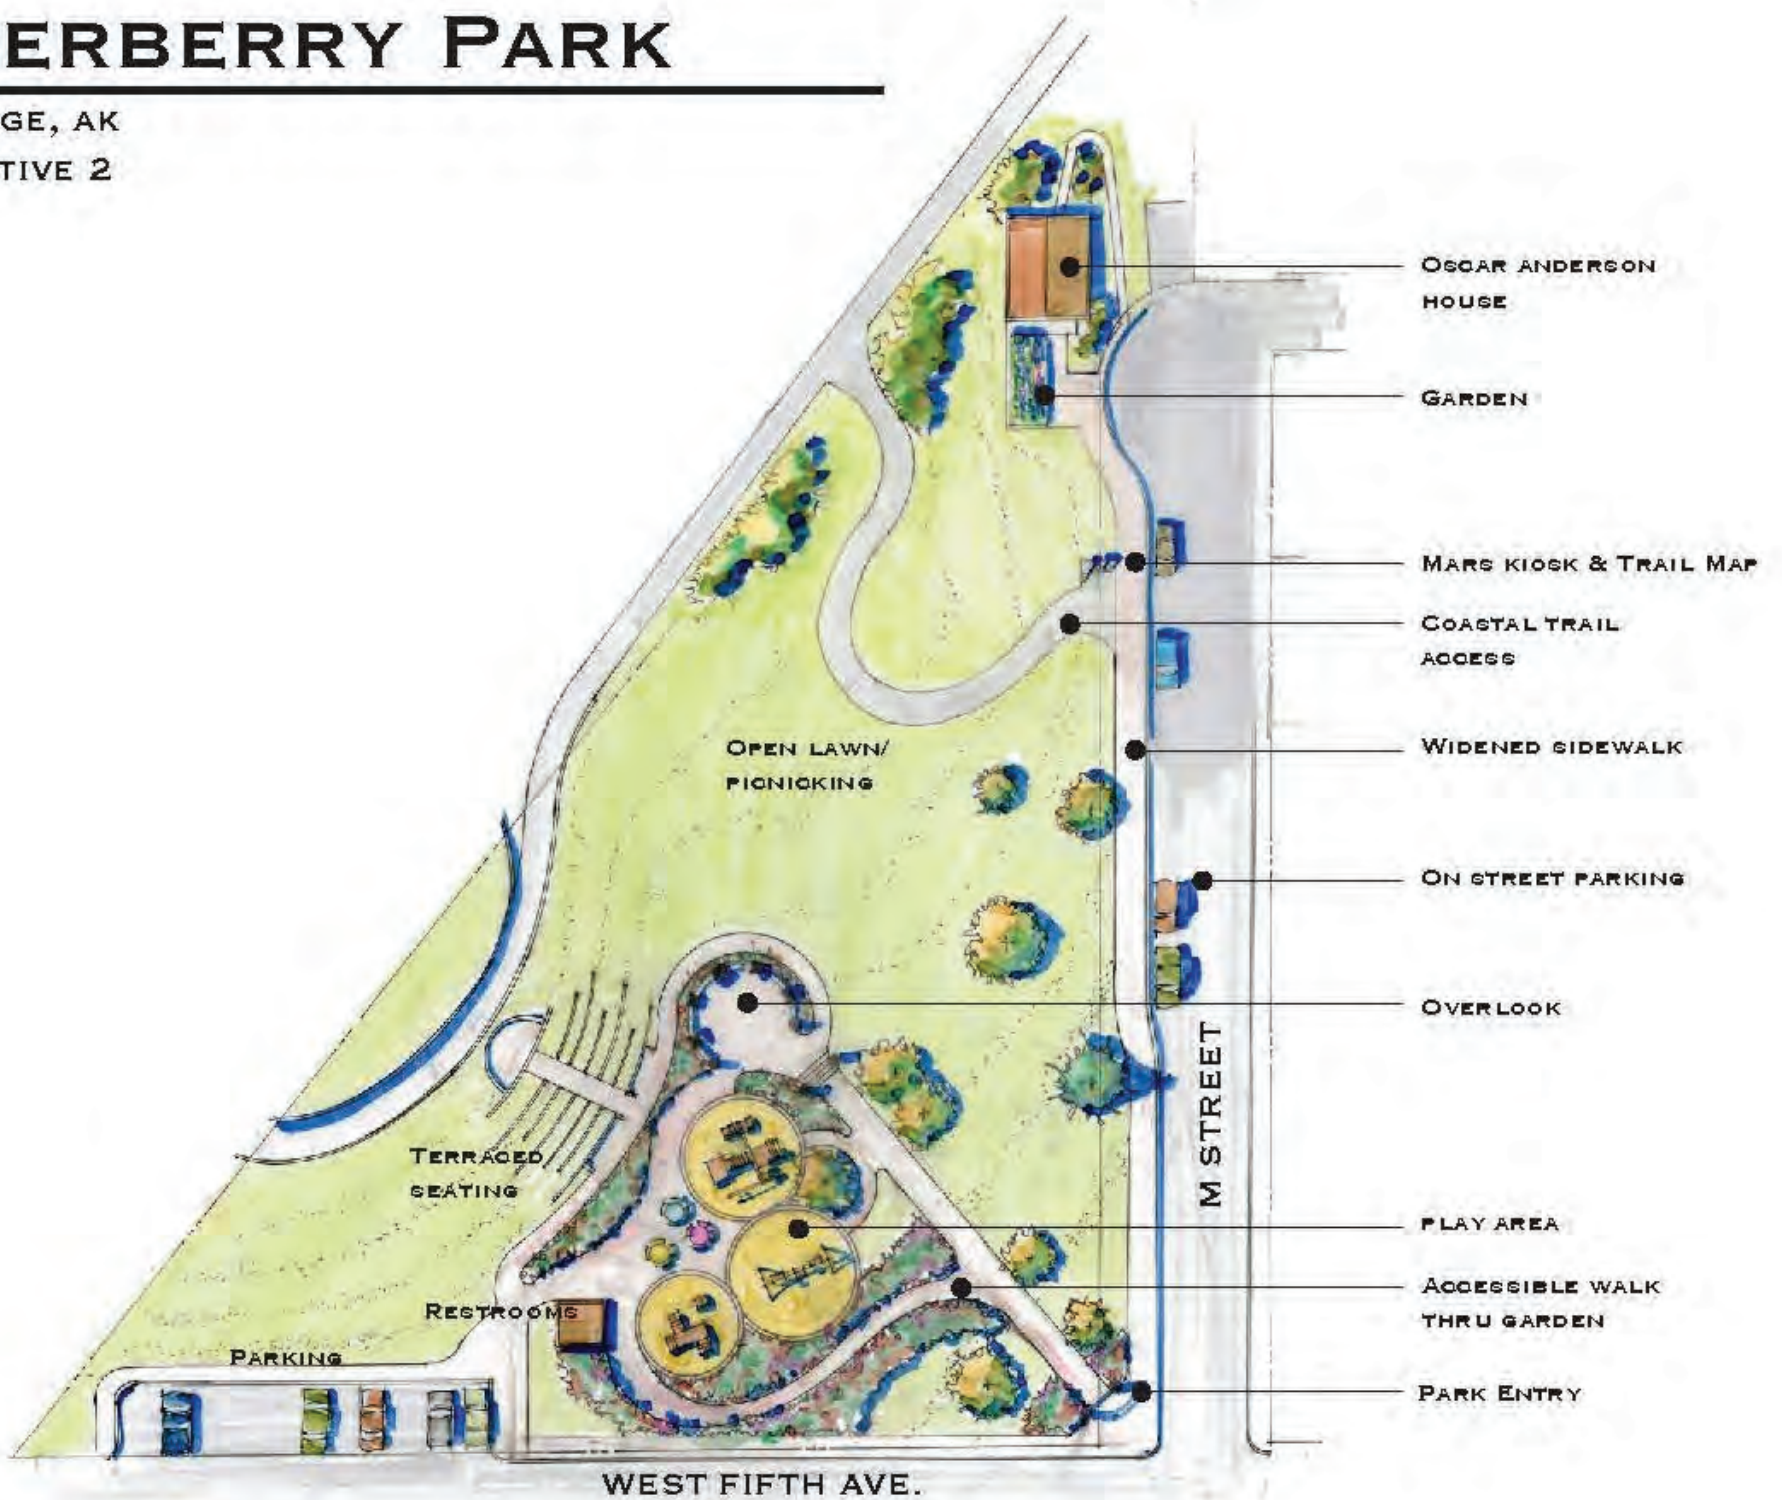 ERBERRY PARK
GE, AK
TIVE 2
OSCAR ANDERSON
HOUSE
GARDEN
MARS KIOSK & TRAIL MAP
COASTAL TRAIL
ACCESS
OPEN LAWN/
PICNICKING
WIDENED SIDEWALK
ON STREET PARKING
OVERLOOK
M STREET
TERRACED
SEATING
PLAY AREA
ACCESSIBLE WALK
THRU GARDEN
RESTROOMS
PARKING
PARK ENTRY
WEST FIFTH AVE.